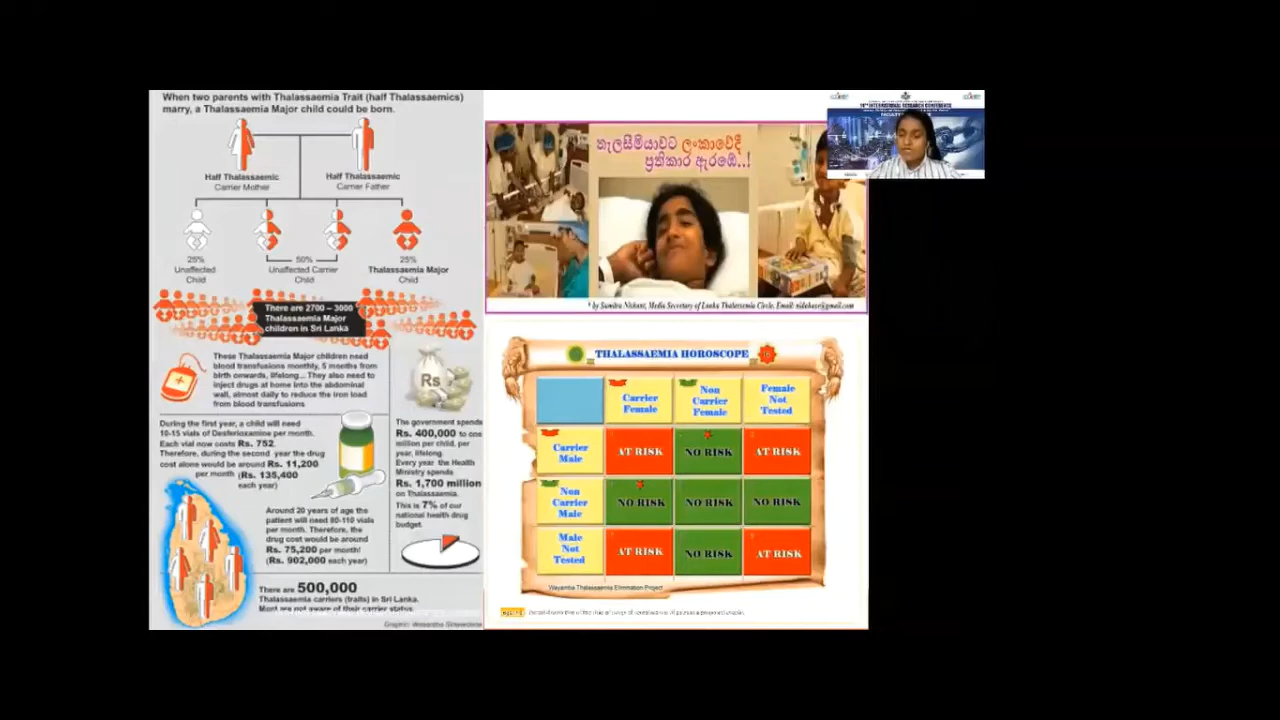 When two parents with Thalassaemia Trait (half Thalassaemics)
marry, a Thalassaemia Major child could be born.
Half Thalassaemic
Carrier Mother
Half Thalassaemic
Carrier Father
25%
Unaffected
Child
50%
Unaffected Carrier
Child
25%
Thalassaemia Major
Child
There are 2700 – 3000
Thalassaemia Major
children in Sri Lanka
These Thalassaemia Major children need
blood transfusions monthly, 5 months from
birth onwards, lifelong... They also need to
inject drugs at home into the abdominal
wall, almost daily to reduce the iron load
from blood transfusions
During the first year, a child will need
10-15 vials of Desferioxamine per month.
Each vial now costs Rs. 752.
Therefore, during the second year the drug
cost alone would be around Rs. 11,200
per month (Rs. 135,400
each year)
Around 20 years of age the
patient will need 80-110 vials
per month. Therefore, the
drug cost would be around
Rs. 75,200 per month!
(Rs. 902,000 each year)
Rs
The government spends
Rs. 400,000 to one
million per child, per
year, lifelong.
Every year the Health
Ministry spends
Rs. 1,700 million
on Thalassaemia.
This is 7% of our
national health drug
budget.
There are 500,000
Thalassaemia carriers (traits) in Sri Lanka.
Most are not aware of their carrier status.
තැලසීමියාවට ලංකාවේදී
ප්‍රතිකාර ඇරඹේ..!
* by Sumitra Nishant, Media Secretary of Lanka Thalassemia Circle. Email:
THALASSAEMIA HOROSCOPE
Carrier
Female
Non
Carrier
Female
Female
Not
Tested
Carrier
Male
AT RISK
NO RISK
AT RISK
Non
Carrier
Male
NO RISK
NO RISK
NO RISK
Male
Not
Tested
AT RISK
NO RISK
AT RISK
Wayamba Thalassaemia Elimination Project
INTERNATIONAL RESEARCH CONFERENCE